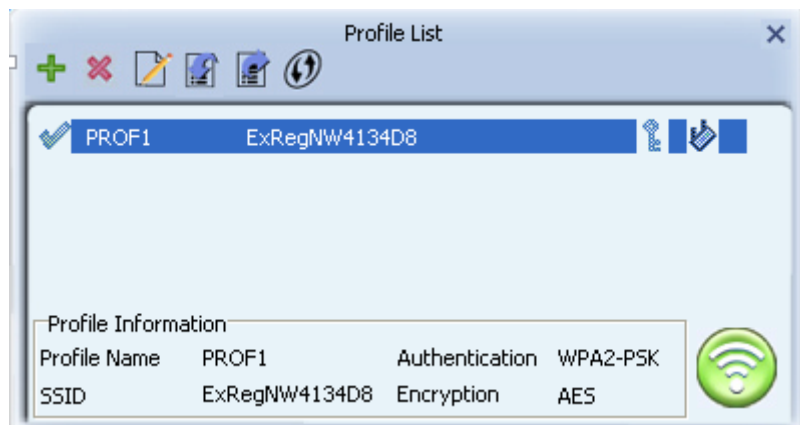 Profile List
PROF1 ExRegNW4134D8
Profile Information
Profile Name PROF1 Authentication WPA2-PSK
SSID ExRegNW4134D8 Encryption AES